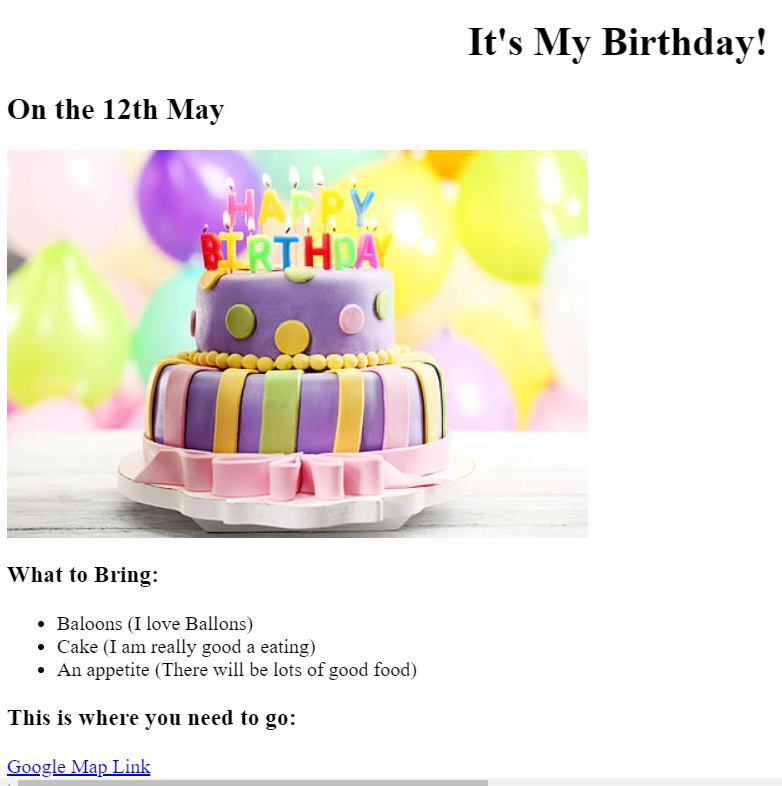 It's My Birthday!
On the 12th May
HAPPY
BIRTHDAY
What to Bring:
Baloons (I love Ballons)
Cake (I am really good a eating)
An appetite (There will be lots of good food)
This is where you need to go:
Google Map Link